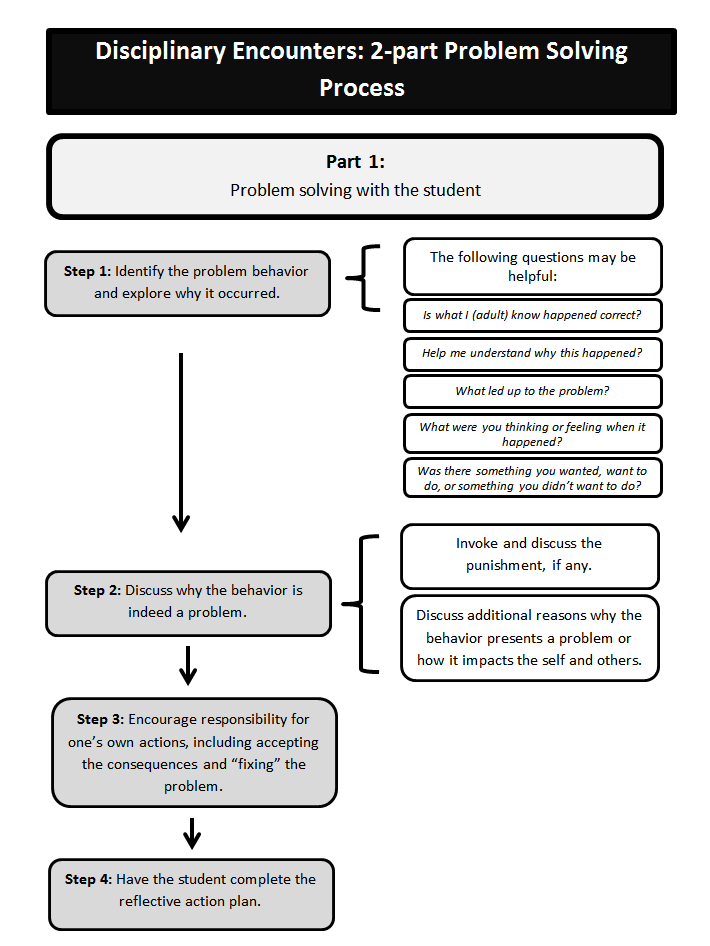 Disciplinary Encounters: 2-part Problem Solving
Process
Part 1:
Problem solving with the student
Step 1: Identify the problem behavior
and explore why it occurred.
The following questions may be
helpful:
Is what I (adult) know happened correct?
Help me understand why this happened?
What led up to the problem?
What were you thinking or feeling when it
happened?
Was there something you wanted, want to
do, or something you didn't want to do?
Step 2: Discuss why the behavior is
indeed a problem.
Invoke and discuss the
punishment, if any.
Discuss additional reasons why the
behavior presents a problem or
how it impacts the self and others.
Step 3: Encourage responsibility for
one's own actions, including accepting
the consequences and “fixing” the
problem.
Step 4: Have the student complete the
reflective action plan.